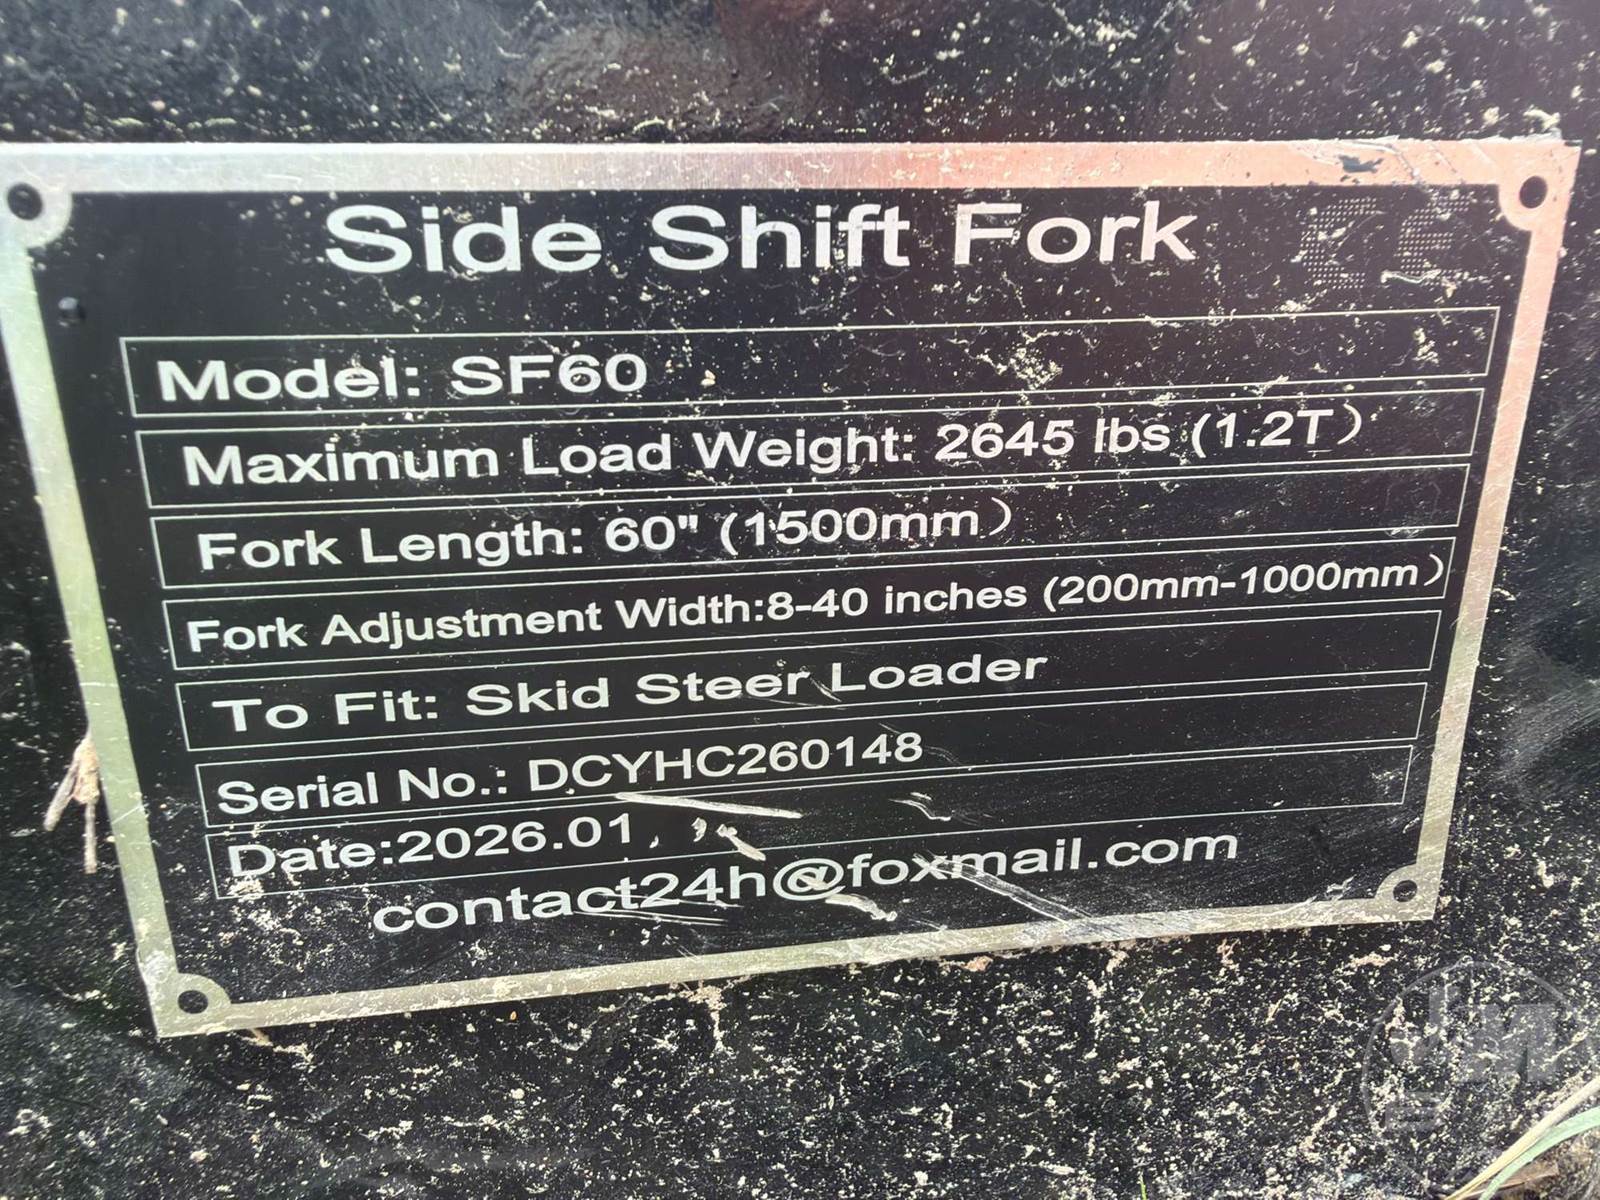 Side Shift Fork CE
Model: SF60
Maximum Load Weight: 2645 lbs (1.2T)
Fork Length: 60" (1500mm)
Fork Adjustment Width:8-40 inches (200mm-1000mm)
To Fit: Skid Steer Loader
Serial No.: DCYHC260148
Date:2026.01
contact24h@foxmail.com
JM